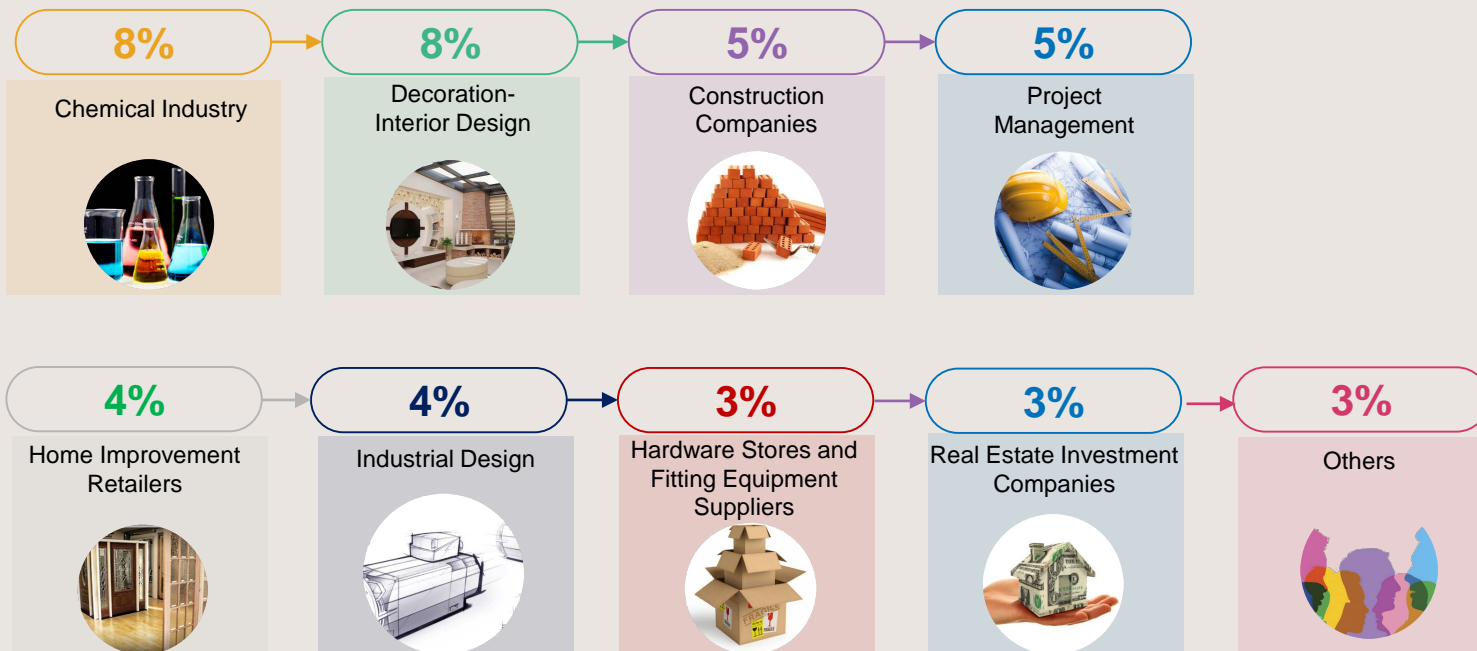 8%
Chemical Industry
8%
Decoration-
Interior Design
5%
Construction
Companies
5%
Project
Management
4%
Home Improvement
Retailers
4%
Industrial Design
3%
Hardware Stores and
Fitting Equipment
Suppliers
FRAGILE
3%
Real Estate Investment
Companies
3%
Others